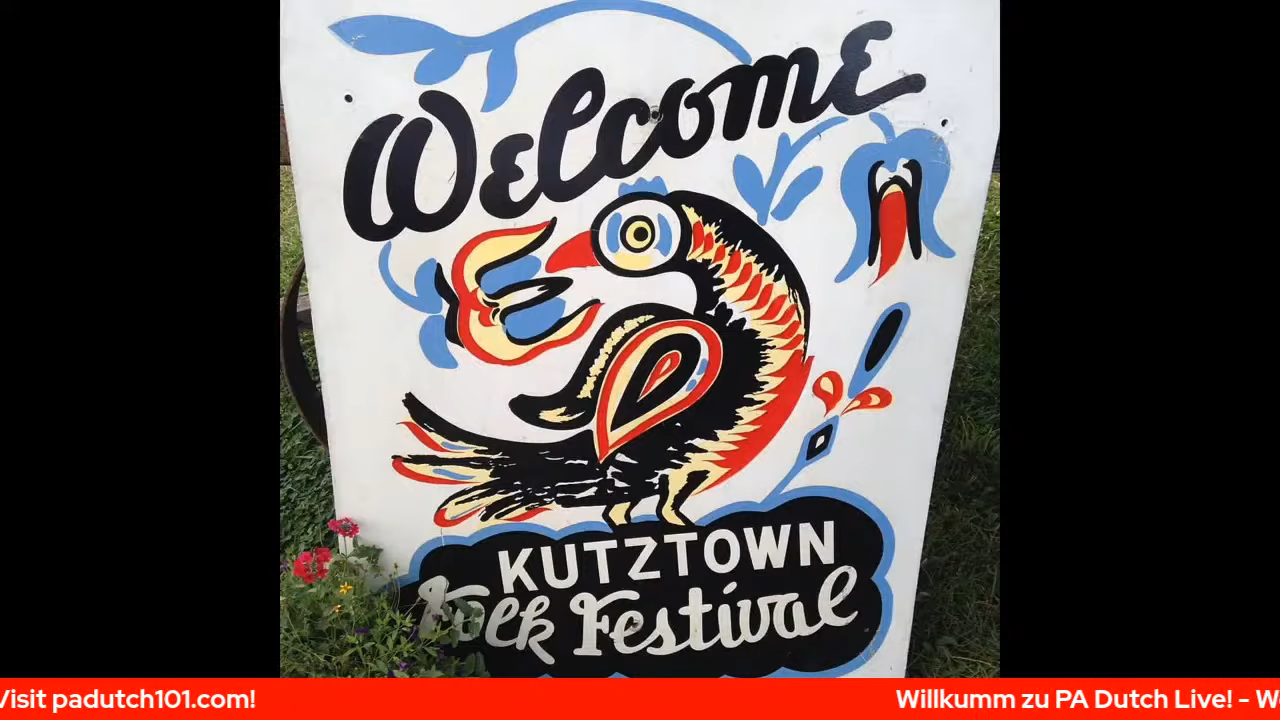 Welcome
KUTZTOWN
Folk Festival
Visit padutch101.com!
Willkumm zu PA Dutch Live! -